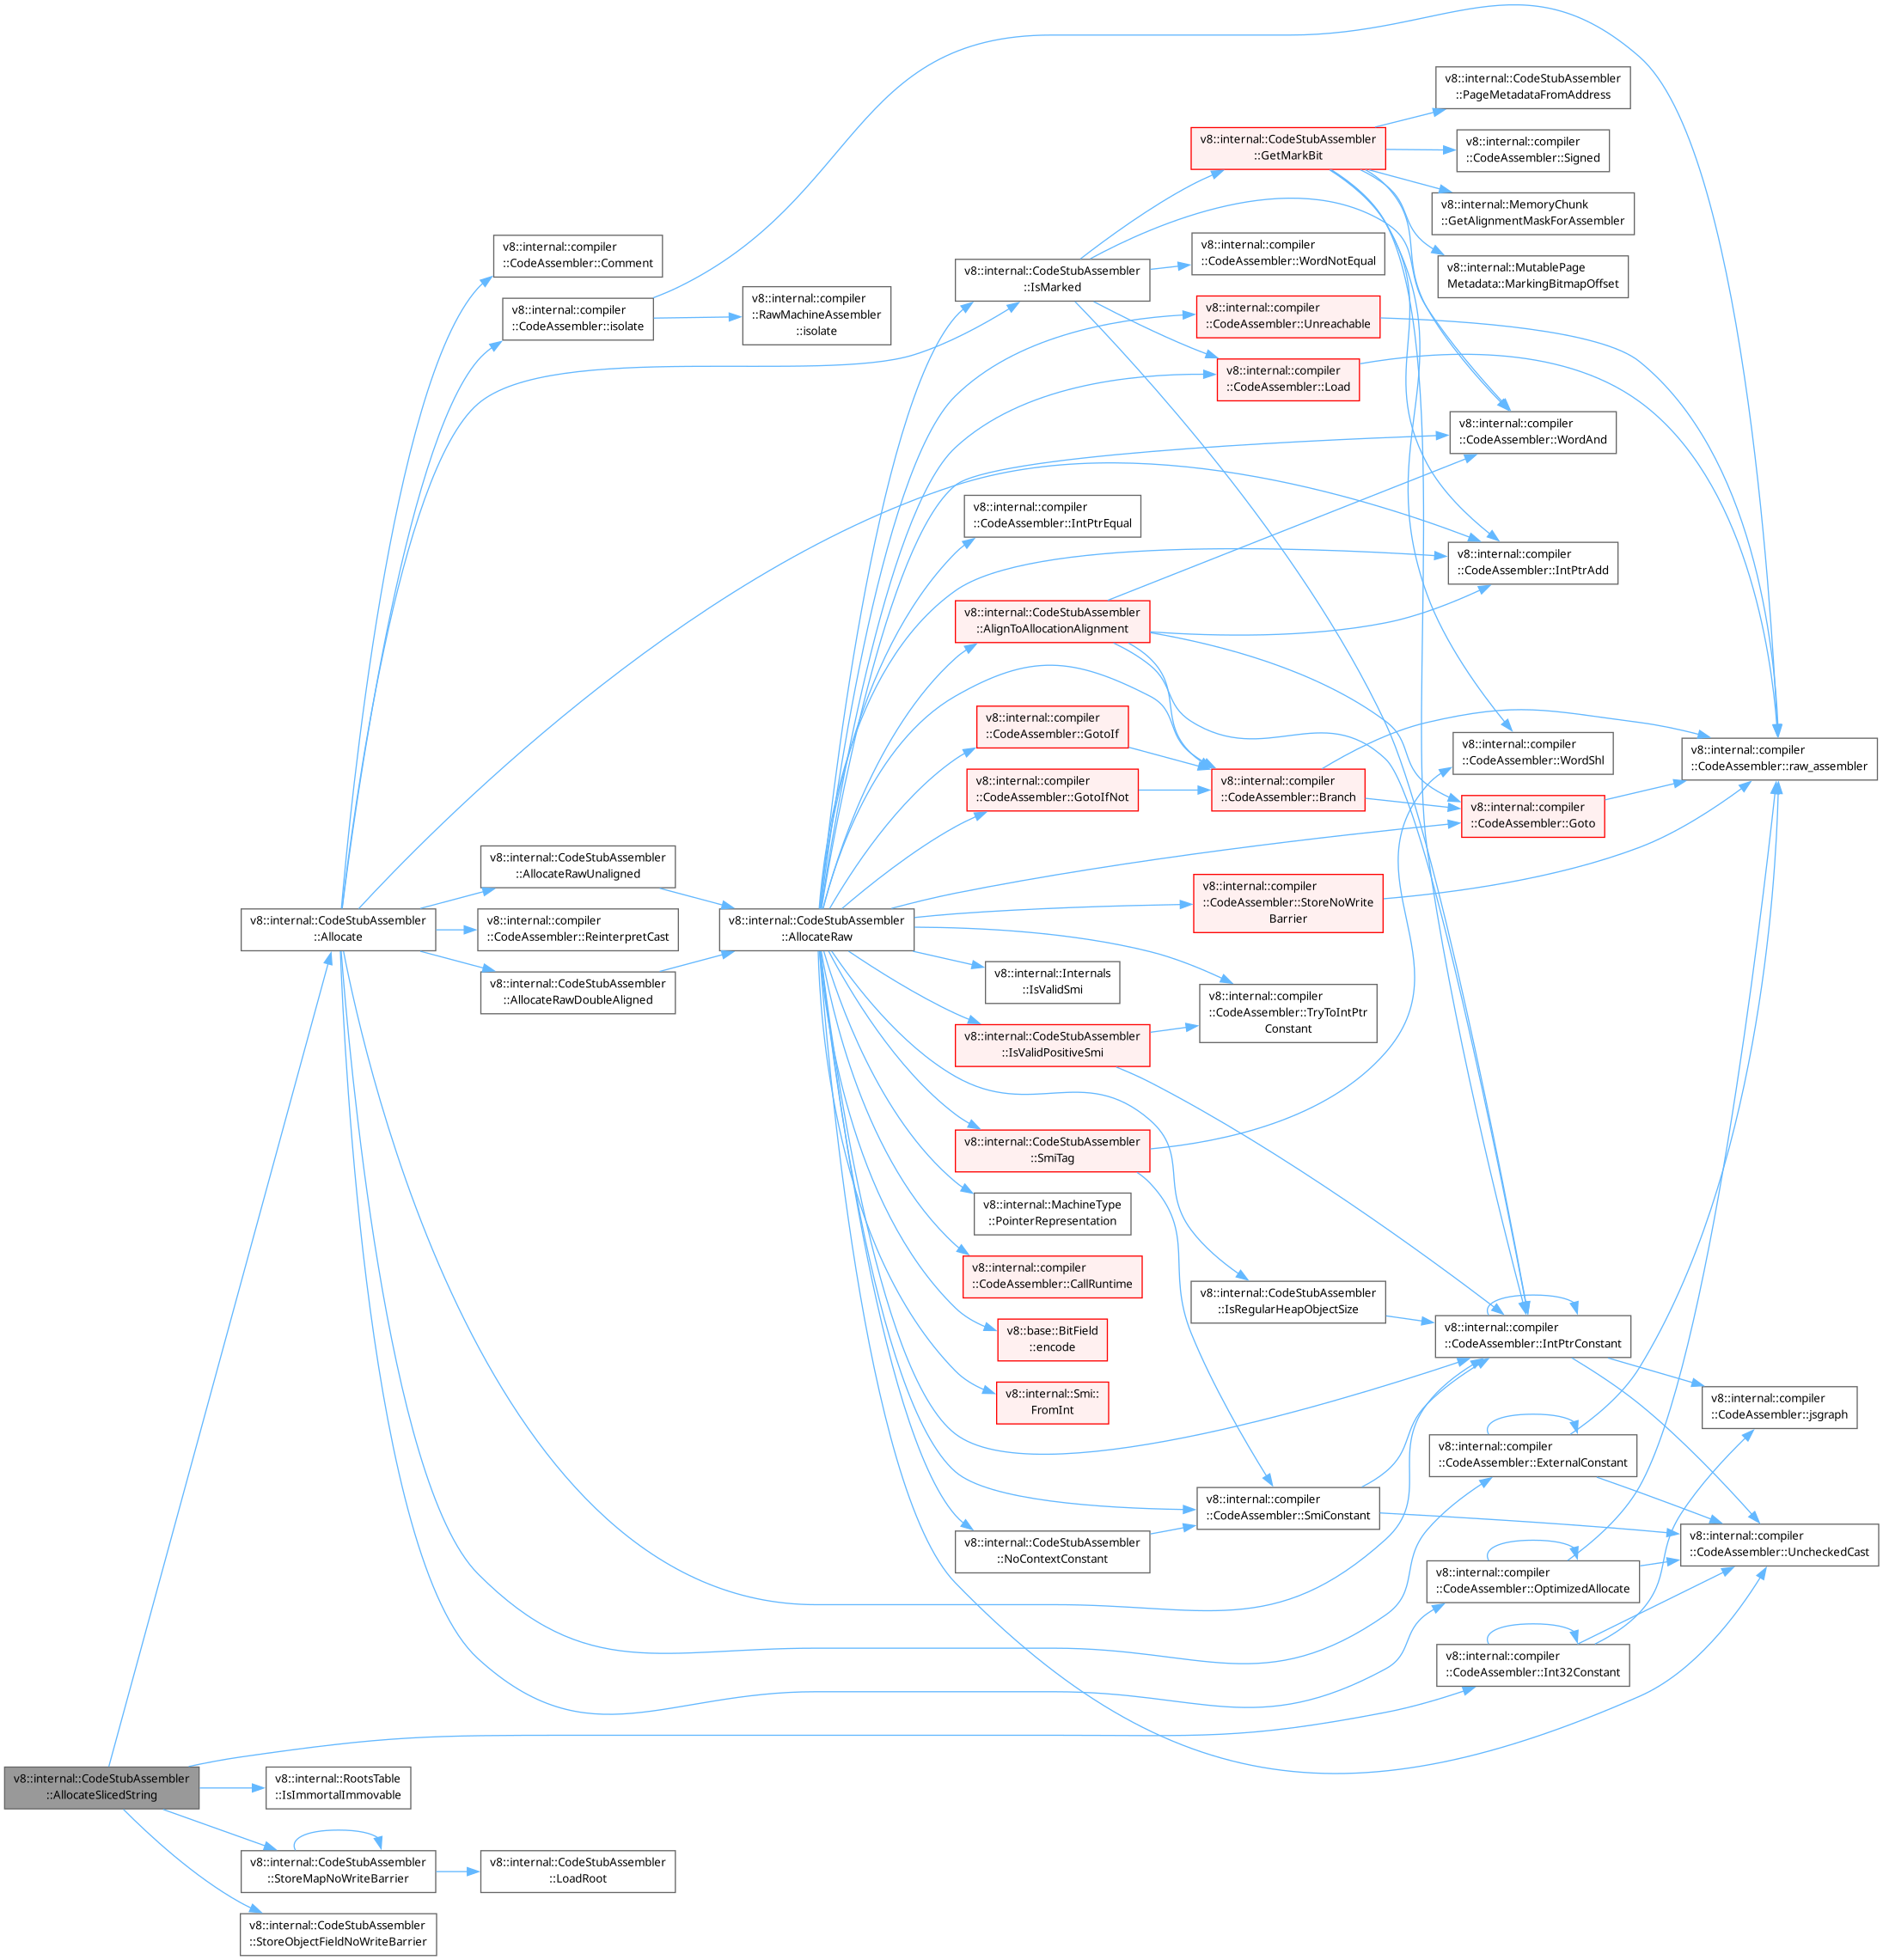 v8::internal::CodeStubAssembler
::PageMetadataFromAddress
v8::internal::CodeStubAssembler
::GetMarkBit
v8::internal::compiler
::CodeAssembler::Signed
v8::internal::MemoryChunk
::GetAlignmentMaskForAssembler
v8::internal::compiler
::CodeAssembler::Comment
v8::internal::compiler
::CodeAssembler::WordNotEqual
v8::internal::MutablePage
Metadata::MarkingBitmapOffset
v8::internal::CodeStubAssembler
::IsMarked
v8::internal::compiler
::CodeAssembler::isolate
v8::internal::compiler
::RawMachineAssembler
::isolate
v8::internal::compiler
::CodeAssembler::Unreachable
v8::internal::compiler
::CodeAssembler::Load
v8::internal::compiler
::CodeAssembler::WordAnd
v8::internal::compiler
::CodeAssembler::IntPtrEqual
v8::internal::compiler
::CodeAssembler::IntPtrAdd
v8::internal::CodeStubAssembler
::AlignToAllocationAlignment
v8::internal::compiler
::CodeAssembler::GotoIf
v8::internal::compiler
::CodeAssembler::WordShl
v8::internal::compiler
::CodeAssembler::raw_assembler
v8::internal::compiler
::CodeAssembler::GotoIfNot
v8::internal::compiler
::CodeAssembler::Branch
v8::internal::compiler
::CodeAssembler::Goto
v8::internal::CodeStubAssembler
::AllocateRawUnaligned
v8::internal::compiler
::CodeAssembler::StoreNoWrite
Barrier
v8::internal::CodeStubAssembler
::Allocate
v8::internal::compiler
::CodeAssembler::ReinterpretCast
v8::internal::CodeStubAssembler
::AllocateRaw
v8::internal::CodeStubAssembler
::AllocateRawDoubleAligned
v8::internal::Internals
::IsValidSmi
v8::internal::compiler
::CodeAssembler::TryToIntPtr
Constant
v8::internal::CodeStubAssembler
::IsValidPositiveSmi
v8::internal::CodeStubAssembler
::SmiTag
v8::internal::MachineType
::PointerRepresentation
v8::internal::compiler
::CodeAssembler::CallRuntime
v8::internal::CodeStubAssembler
::IsRegularHeapObjectSize
v8::base::BitField
::encode
v8::internal::compiler
::CodeAssembler::IntPtrConstant
v8::internal::Smi::
FromInt
v8::internal::compiler
::CodeAssembler::jsgraph
v8::internal::compiler
::CodeAssembler::ExternalConstant
v8::internal::compiler
::CodeAssembler::SmiConstant
v8::internal::CodeStubAssembler
::NoContextConstant
v8::internal::compiler
::CodeAssembler::UncheckedCast
v8::internal::compiler
::CodeAssembler::OptimizedAllocate
v8::internal::compiler
::CodeAssembler::Int32Constant
v8::internal::CodeStubAssembler
::AllocateSlicedString
v8::internal::RootsTable
::IsImmortalImmovable
v8::internal::CodeStubAssembler
::StoreMapNoWriteBarrier
v8::internal::CodeStubAssembler
::LoadRoot
v8::internal::CodeStubAssembler
::StoreObjectFieldNoWriteBarrier